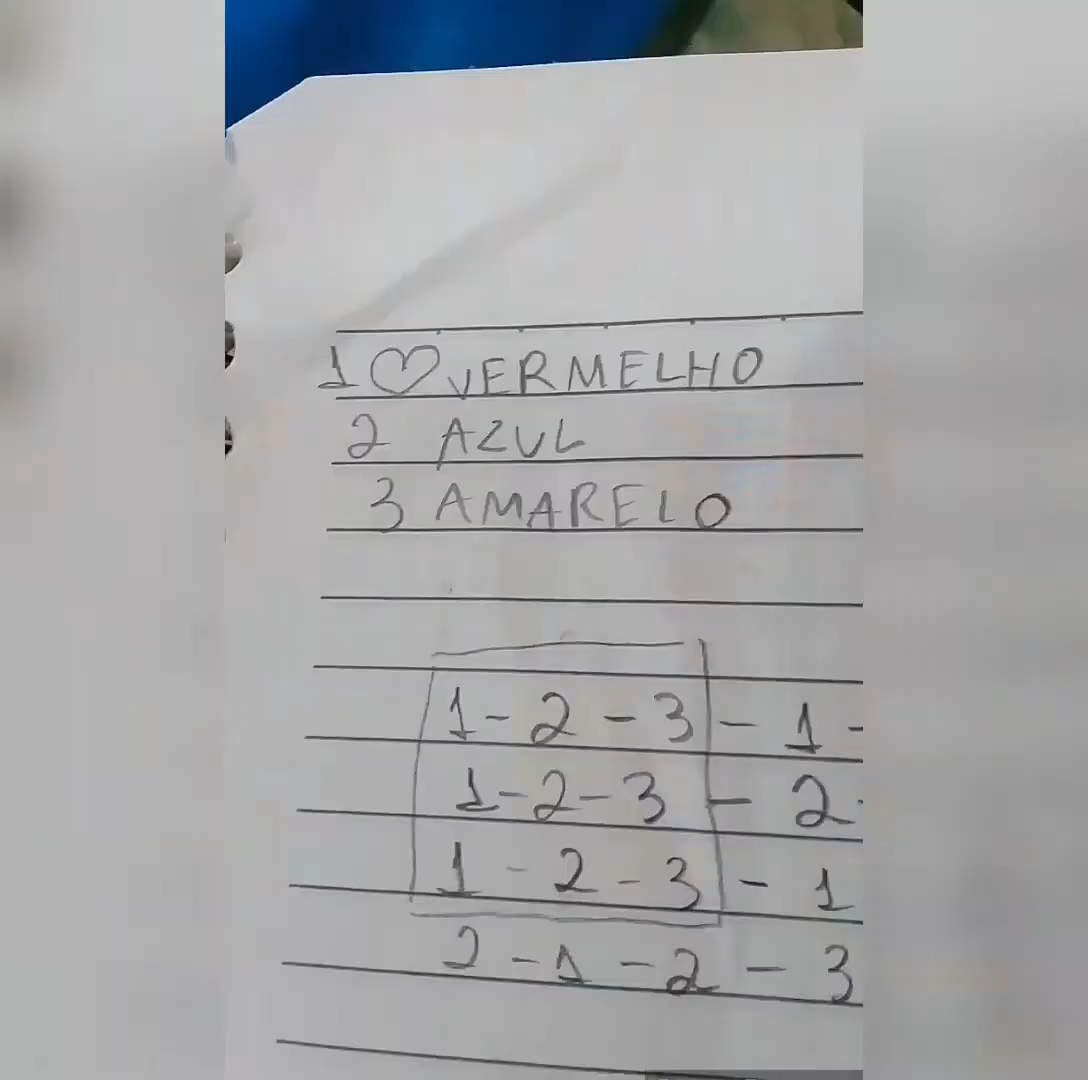 1 ♡ VERMELHO
2 AZUL
3 AMARELO
1 - 2 - 3 - 1 -
1 - 2 - 3 - 2 -
1 - 2 - 3 - 1
2 - 1 - 2 - 3